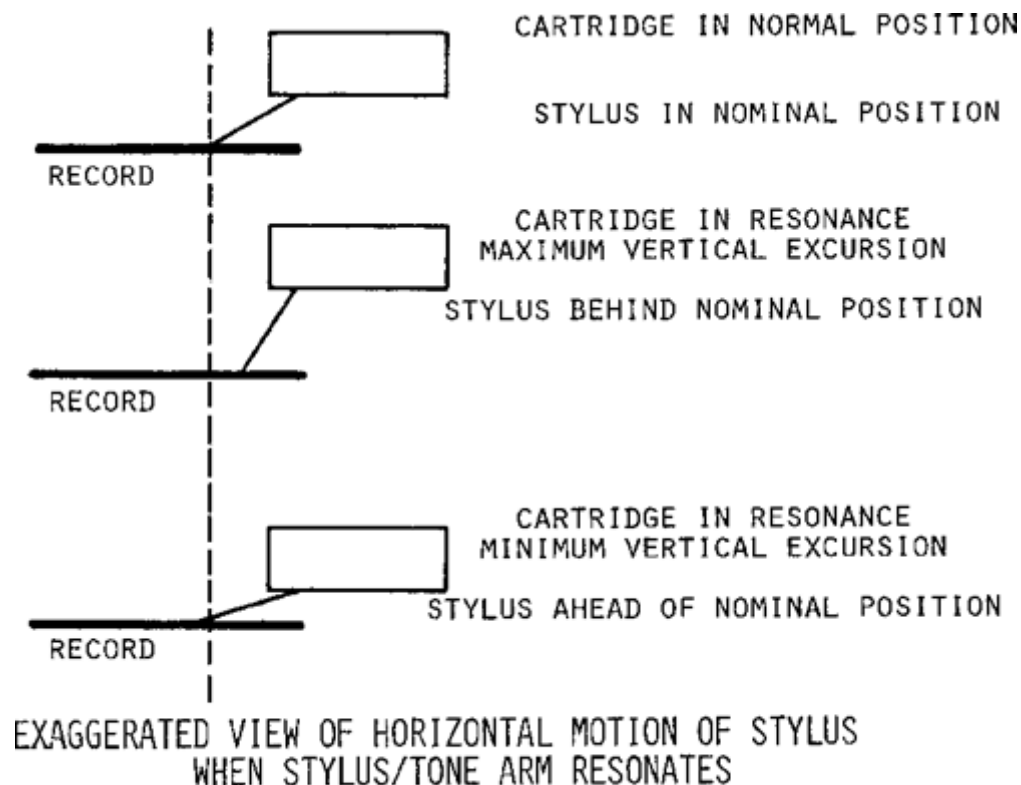 CARTRIDGE IN NORMAL POSITION
STYLUS IN NOMINAL POSITION
RECORD
CARTRIDGE IN RESONANCE
MAXIMUM VERTICAL EXCURSION
STYLUS BEHIND NOMINAL POSITION
RECORD
CARTRIDGE IN RESONANCE
MINIMUM VERTICAL EXCURSION
STYLUS AHEAD OF NOMINAL POSITION
RECORD
EXAGGERATED VIEW OF HORIZONTAL MOTION OF STYLUS
WHEN STYLUS/TONE ARM RESONATES